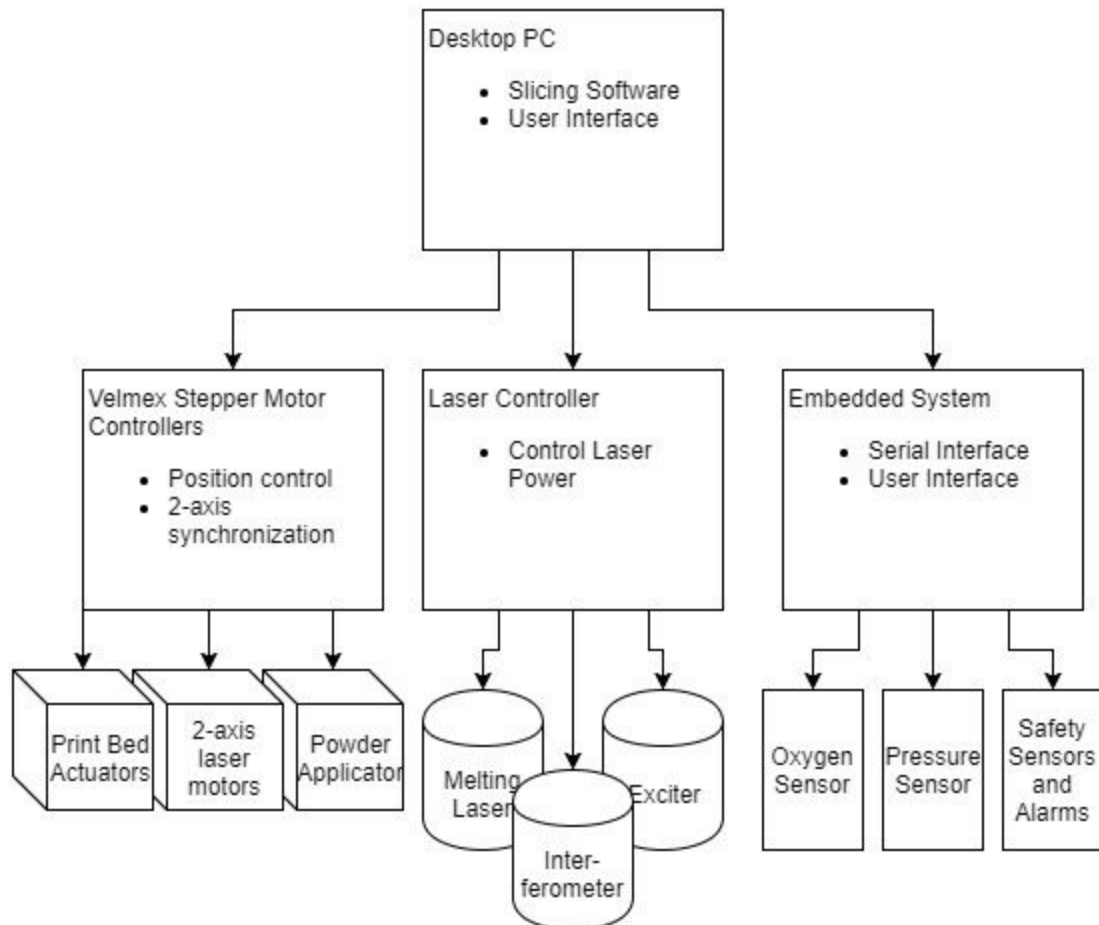 Desktop PC
• Slicing Software
• User Interface
Velmex Stepper Motor
Controllers
• Position control
• 2-axis
synchronization
Laser Controller
• Control Laser
Power
Embedded System
• Serial Interface
• User Interface
Print Bed
Actuators
2-axis
laser
motors
Powder
Applicator
Melting
Laser
Inter-
ferometer
Exciter
Oxygen
Sensor
Pressure
Sensor
Safety
Sensors
and
Alarms